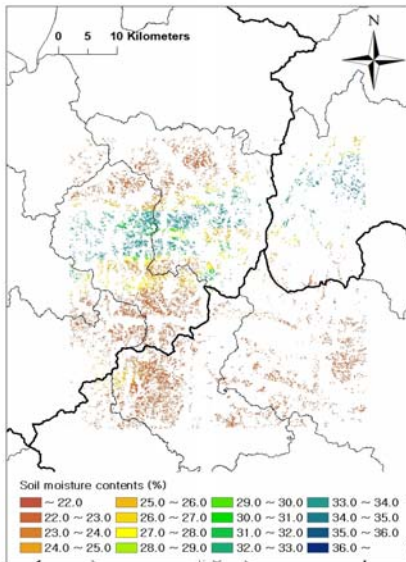 N
0 5 10 Kilometers
Soil moisture contents (%)
~ 22.0 25.0 ~ 26.0 29.0 ~ 30.0 33.0 ~ 34.0
22.0 ~ 23.0 26.0 ~ 27.0 30.0 ~ 31.0 34.0 ~ 35.0
23.0 ~ 24.0 27.0 ~ 28.0 31.0 ~ 32.0 35.0 ~ 36.0
24.0 ~ 25.0 28.0 ~ 29.0 32.0 ~ 33.0 36.0 ~